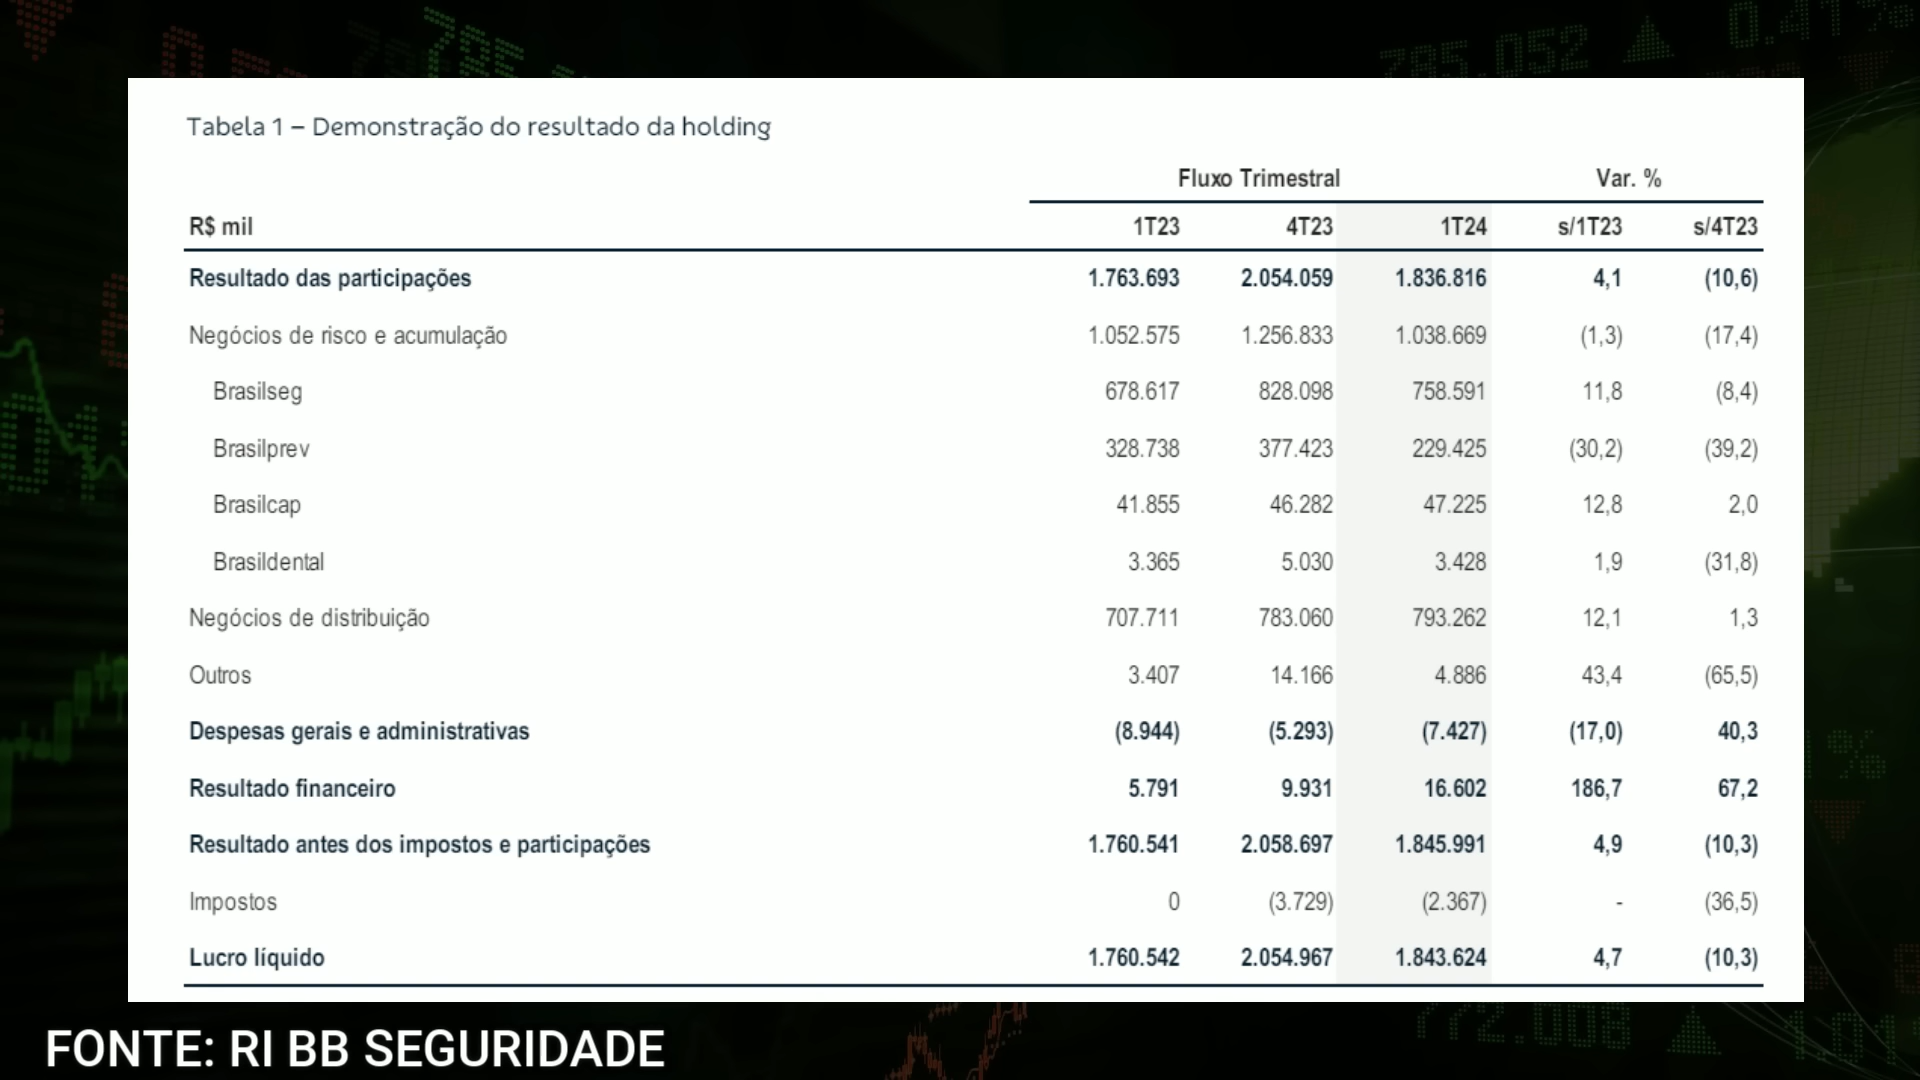 785
785.052 ▲ 0.41%
Tabela 1 – Demonstração do resultado da holding
Fluxo Trimestral Var. %
R$ mil 1T23 4T23 1T24 s/1T23 s/4T23
Resultado das participações 1.763.693 2.054.059 1.836.816 4,1 (10,6)
Negócios de risco e acumulação 1.052.575 1.256.833 1.038.669 (1,3) (17,4)
Brasilseg 678.617 828.098 758.591 11,8 (8,4)
Brasilprev 328.738 377.423 229.425 (30,2) (39,2)
Brasilcap 41.855 46.282 47.225 12,8 2,0
Brasildental 3.365 5.030 3.428 1,9 (31,8)
Negócios de distribuição 707.711 783.060 793.262 12,1 1,3
Outros 3.407 14.166 4.886 43,4 (65,5)
Despesas gerais e administrativas (8.944) (5.293) (7.427) (17,0) 40,3
Resultado financeiro 5.791 9.931 16.602 186,7 67,2
Resultado antes dos impostos e participações 1.760.541 2.058.697 1.845.991 4,9 (10,3)
Impostos 0 (3.729) (2.367) - (36,5)
Lucro líquido 1.760.542 2.054.967 1.843.624 4,7 (10,3)
772.008 ▲ 1.01
FONTE: RI BB SEGURIDADE